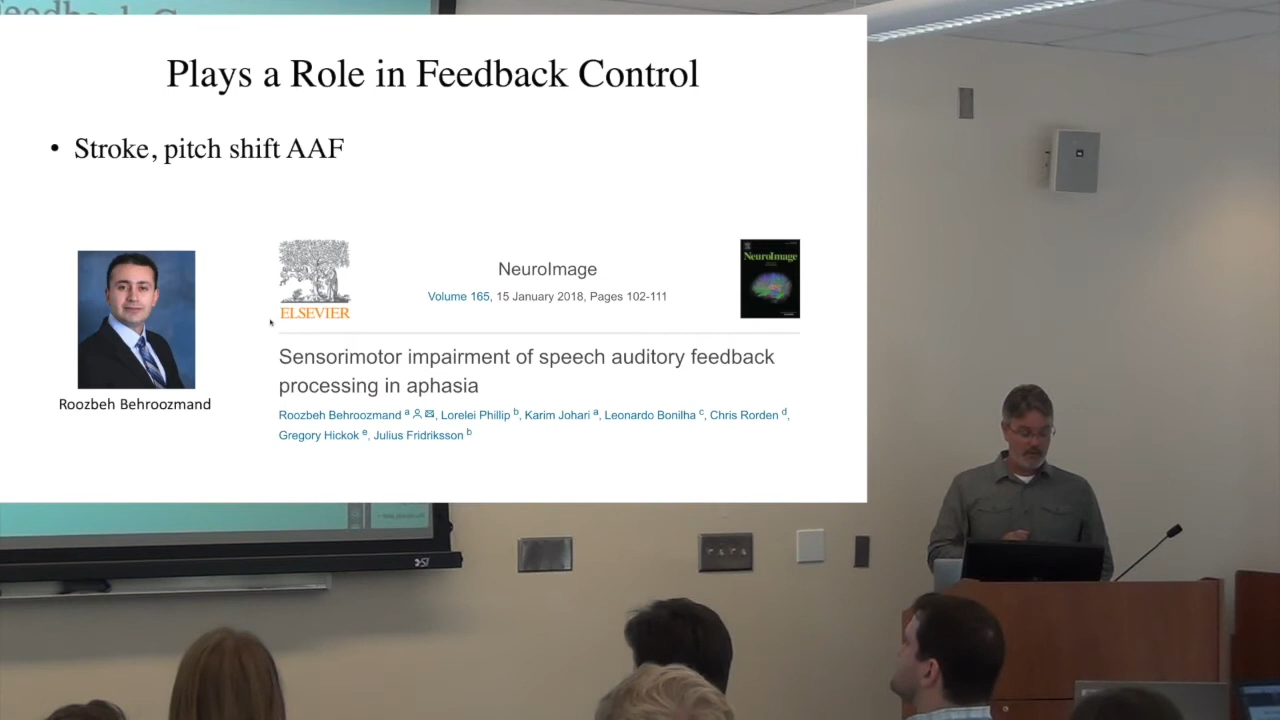 Feedback C
Plays a Role in Feedback Control
• Stroke, pitch shift AAF
ELSEVIER
NeuroImage
Volume 165, 15 January 2018, Pages 102-111
NeuroImage
Sensorimotor impairment of speech auditory feedback
processing in aphasia
Roozbeh Behroozmand a, Lorelei Phillip b, Karim Johari a, Leonardo Bonilha c, Chris Rorden d,
Gregory Hickok e, Julius Fridriksson b
Roozbeh Behroozmand